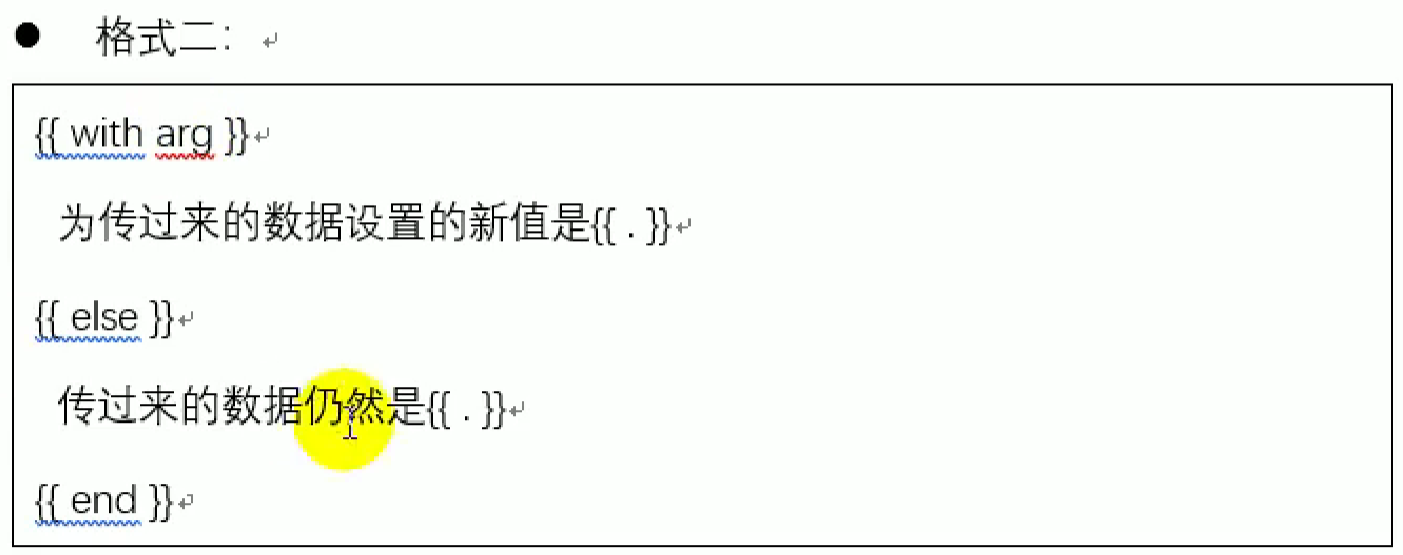 ● 格式二：
{{ with arg }}
为传过来的数据设置的新值是{{ . }}
{{ else }}
传过来的数据仍然是{{ . }}
{{ end }}